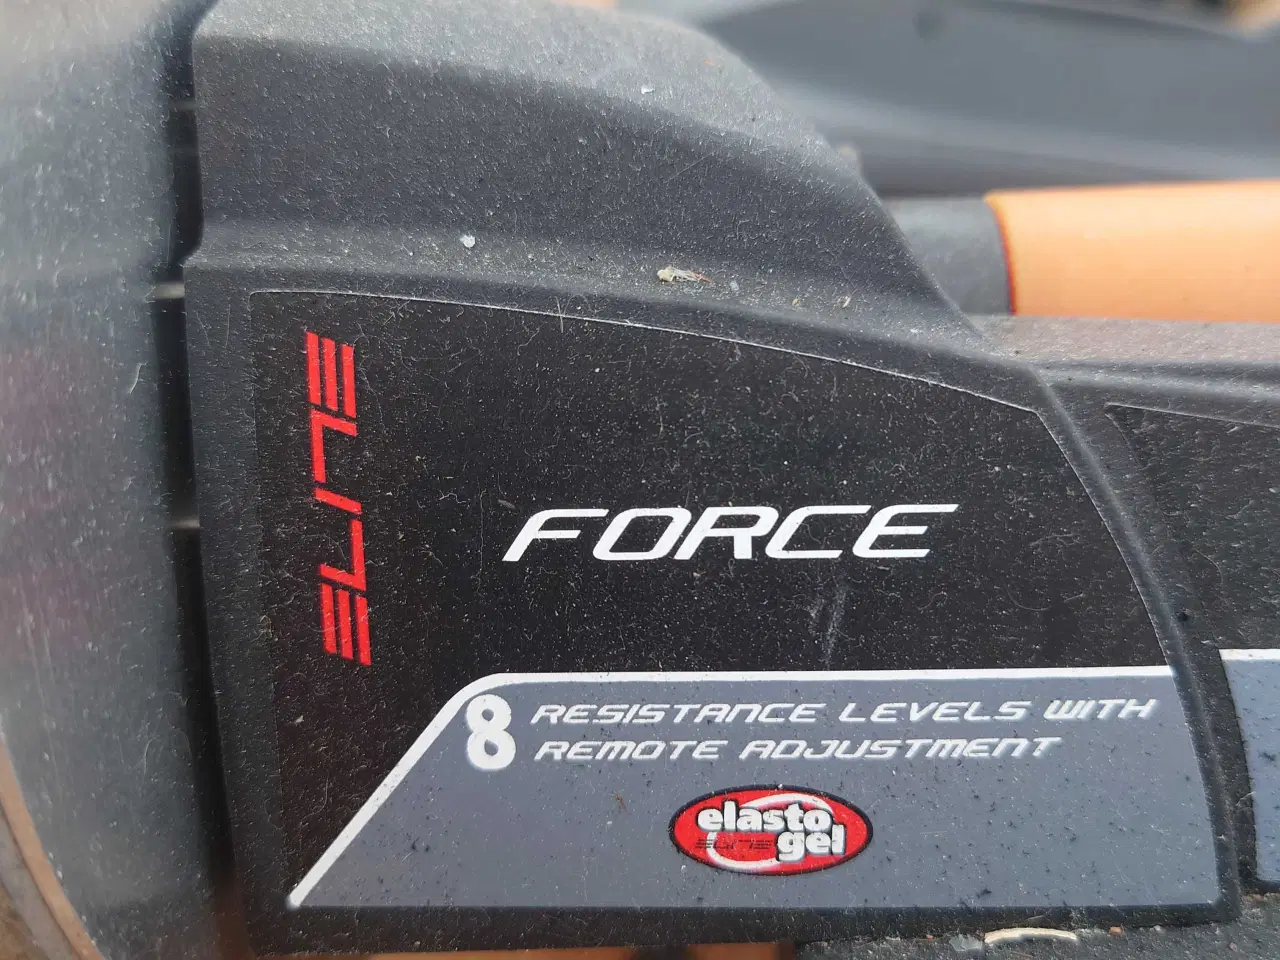 ELITE
FORCE
8 RESISTANCE LEVELS WITH
REMOTE ADJUSTMENT
elasto
gel